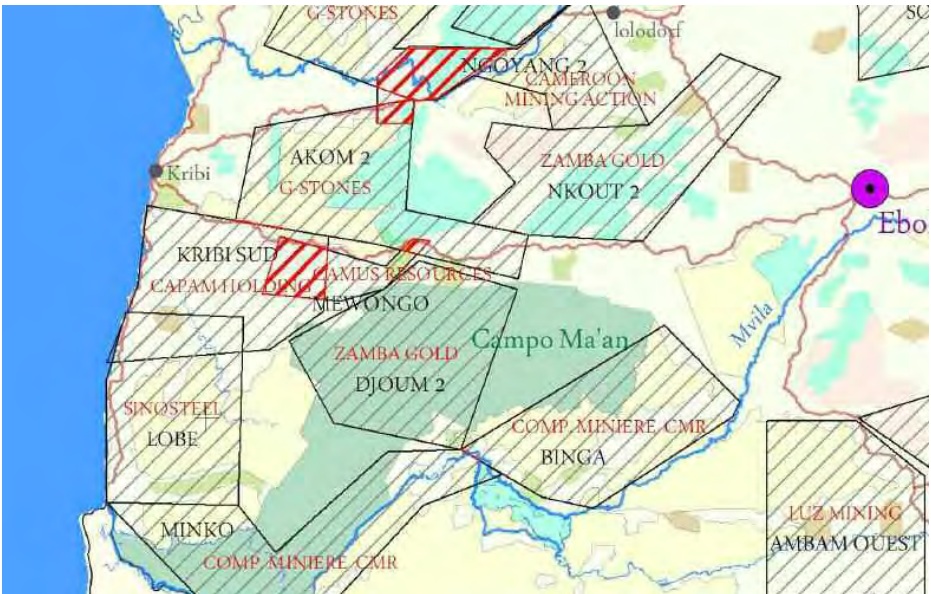 G-STONES
lolodorf
SC
NGOYANG 2
CAMEROON
MINING ACTION
AKOM 2
G-STONES
ZAMBA GOLD
NKOUT 2
Kribi
Ebo
KRIBI SUD
CAPAM HOLDING
CAMUS RESOURCES
MEWONGO
Mvila
Campo Ma'an
ZAMBA GOLD
DJOUM 2
SINOSTEEL
LOBE
COMP. MINIERE CMR
BINGA
MINKO
COMP. MINIERE CMR
LUZ MINING
AMBAM OUEST